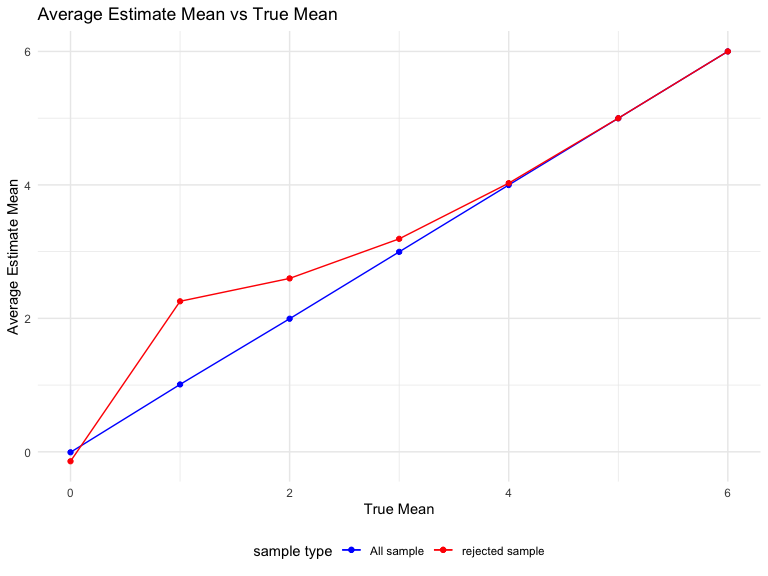 Average Estimate Mean vs True Mean
Average Estimate Mean
6
4
2
0
0 2 4 6
True Mean
sample type All sample rejected sample